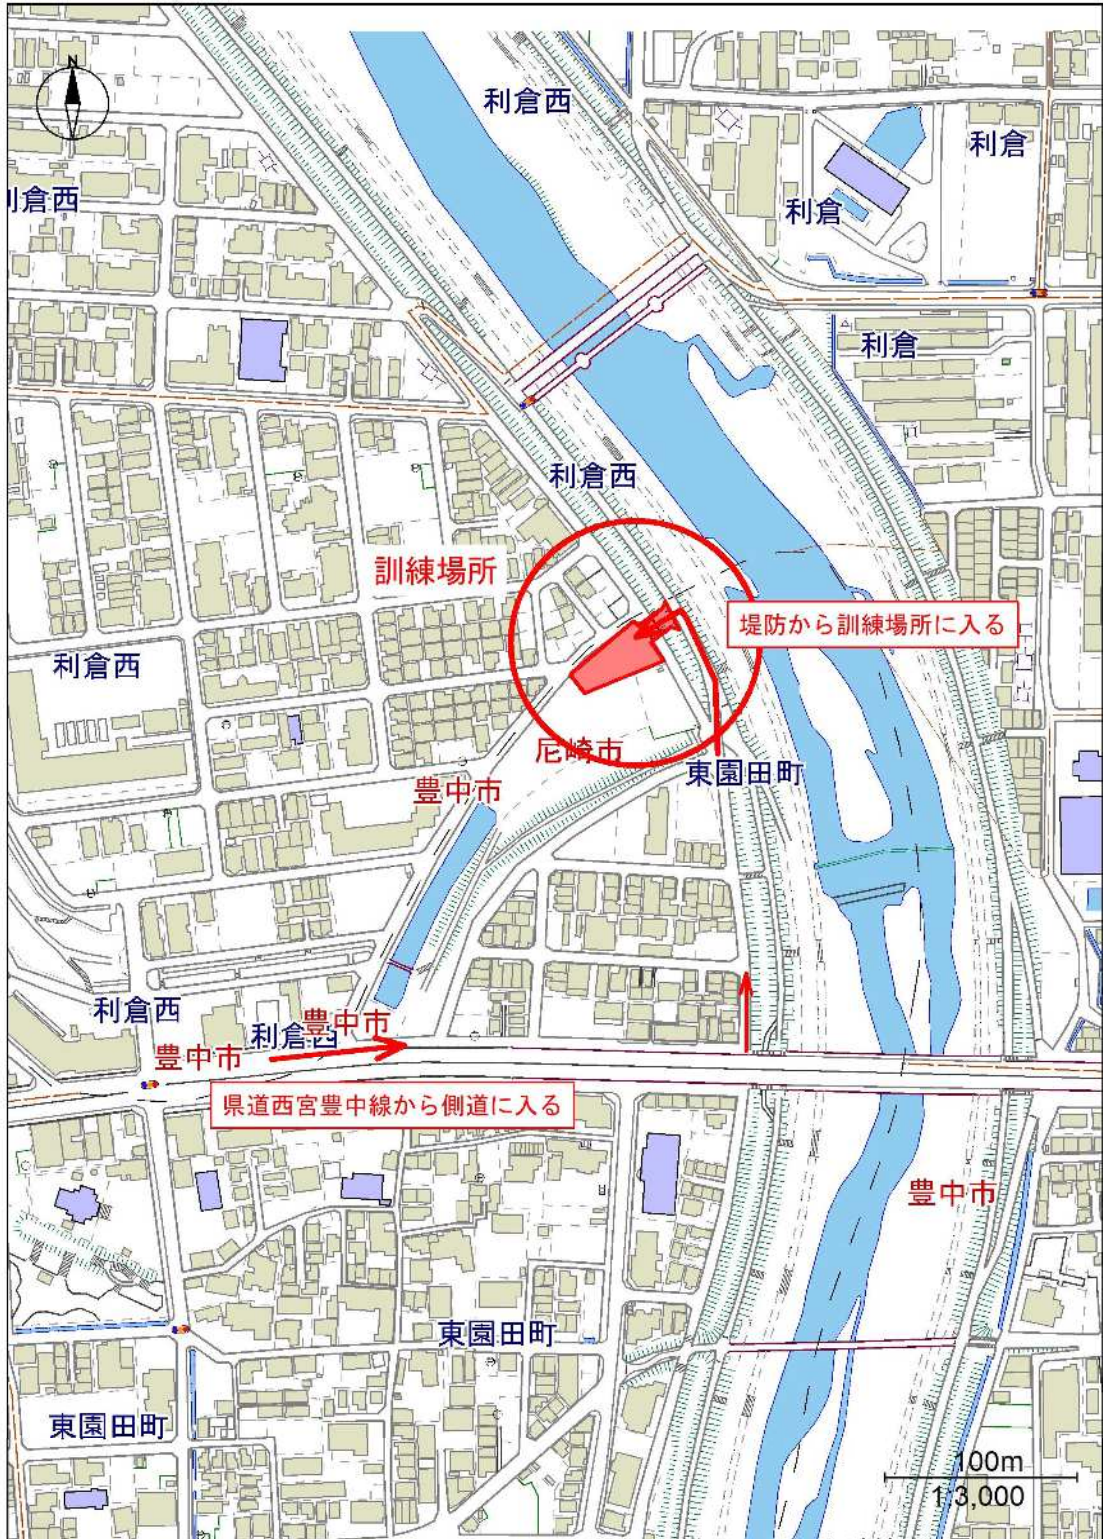 N
利倉西
利倉
利倉西
利倉
利倉
利倉西
訓練場所
堤防から訓練場所に入る
利倉西
尼崎市
東園田町
豊中市
利倉西
豊中市
利倉西
豊中市
県道西宮豊中線から側道に入る
豊中市
東園田町
東園田町
100m
1:3,000